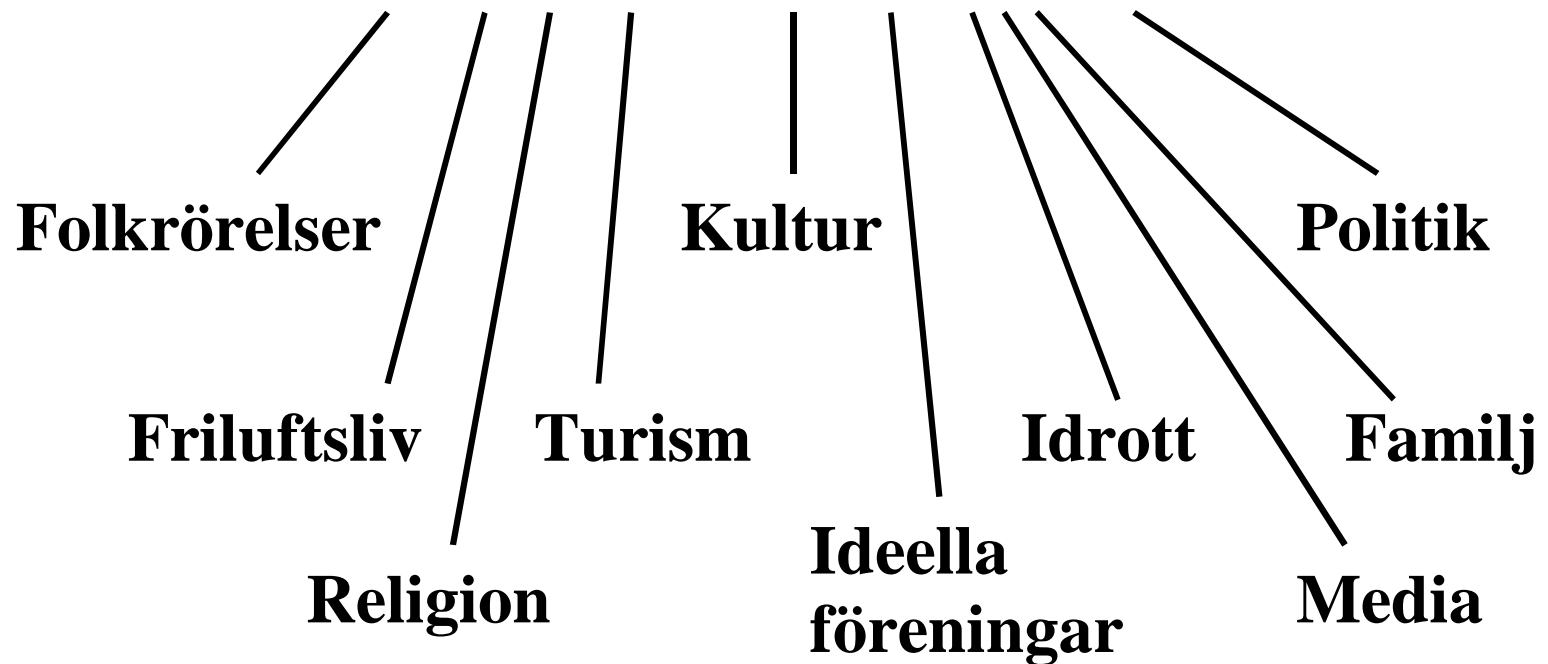 Folkrörelser Kultur Politik
Friluftsliv Turism Idrott Familj
Ideella
föreningar
Religion Media